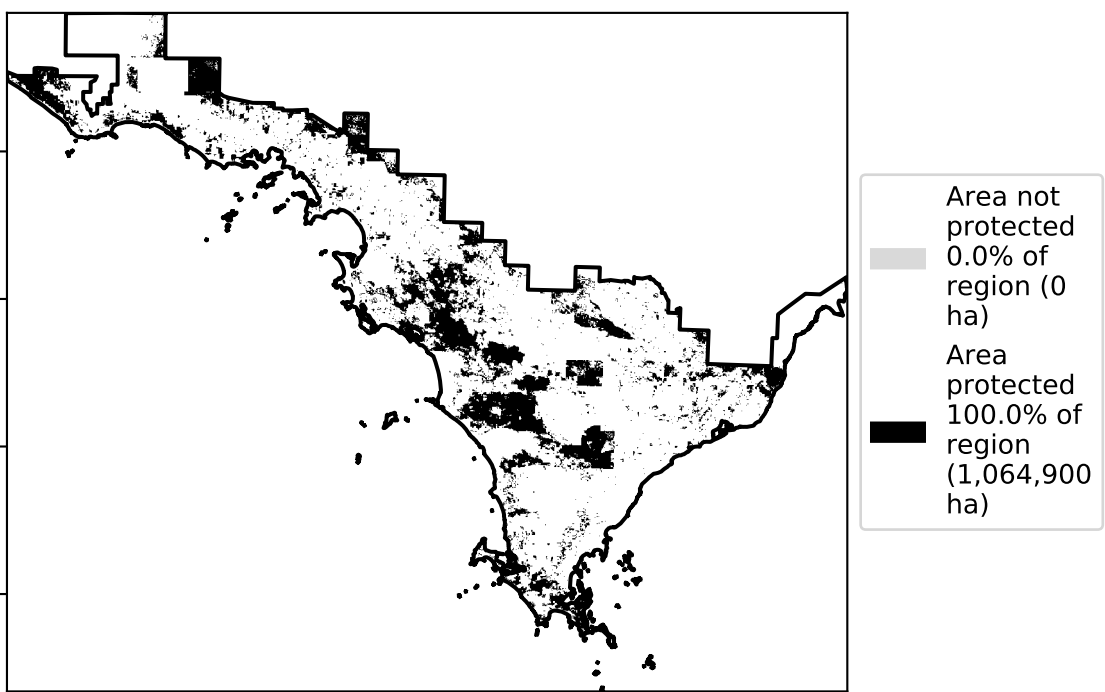 Area not
protected
0.0% of
region (0
ha)
Area
protected
100.0% of
region
(1,064,900
ha)